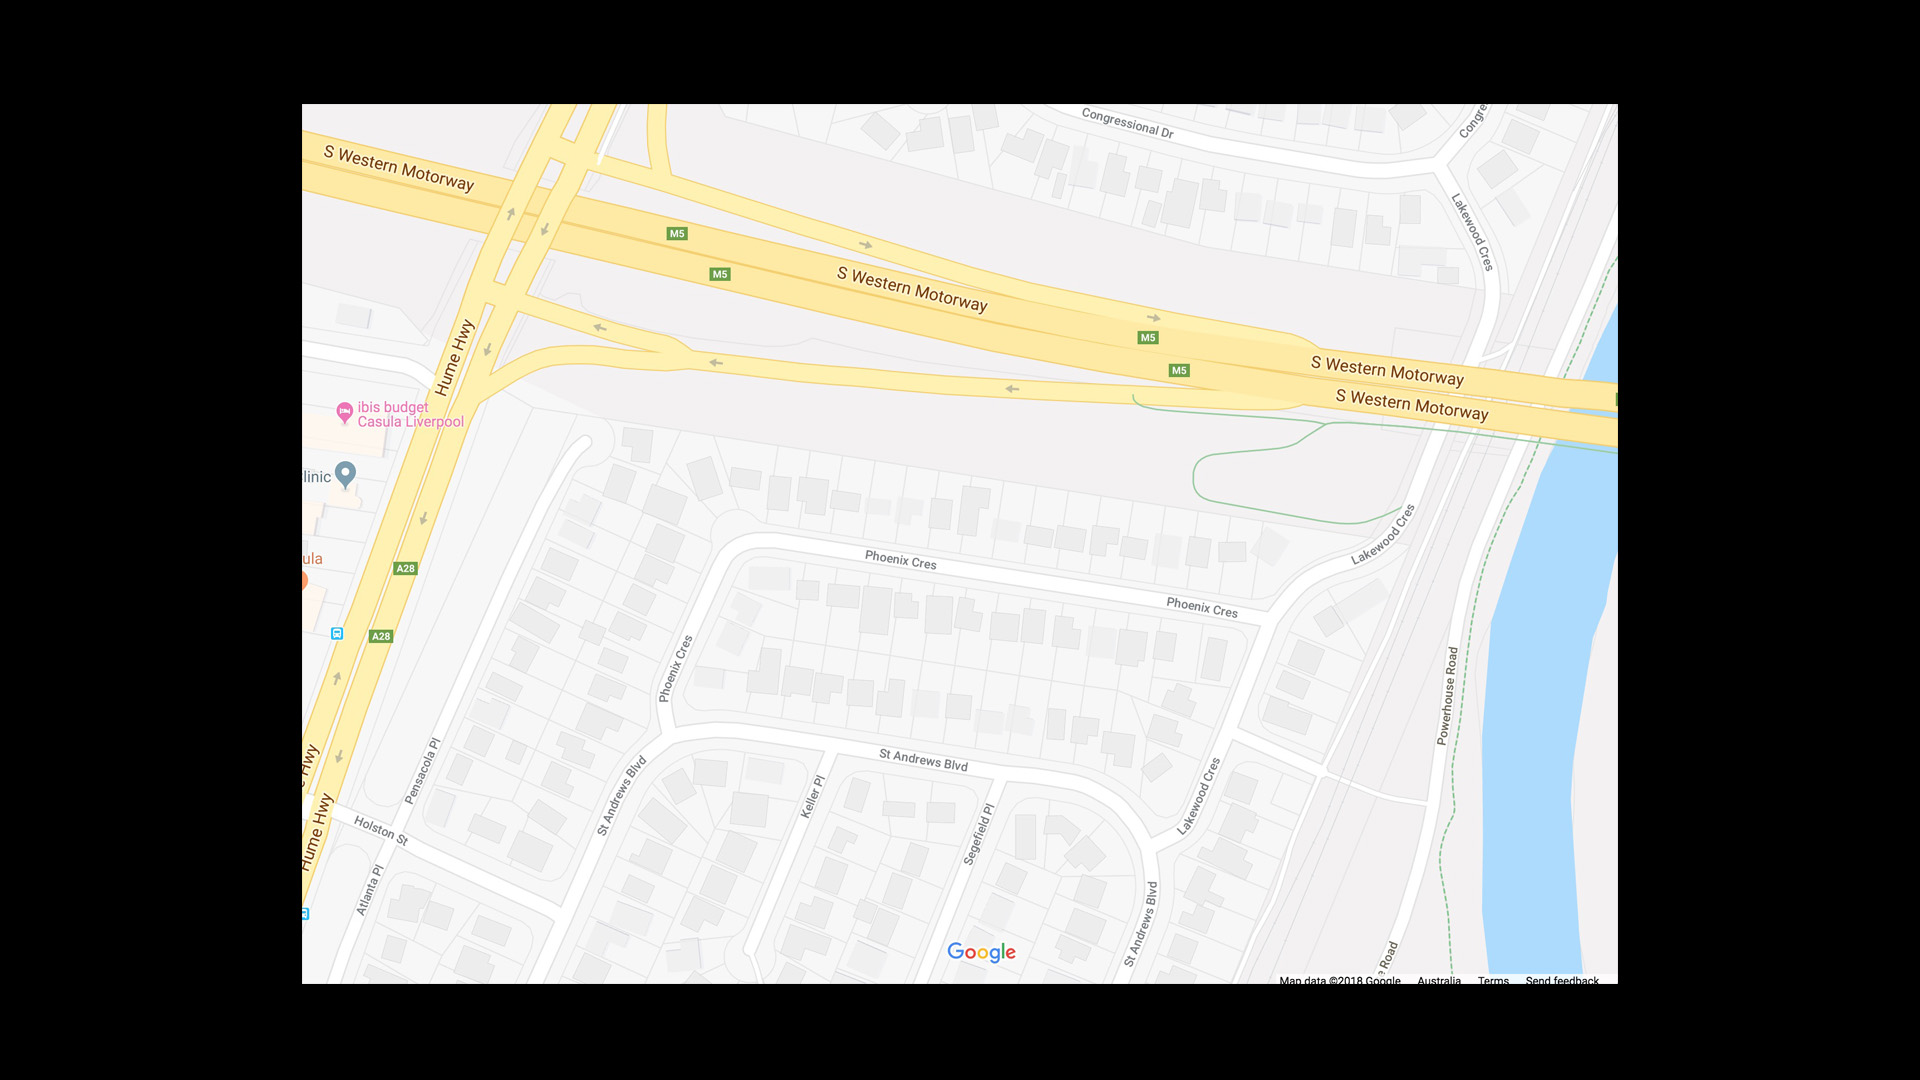 Congressional Dr
Congre
S Western Motorway
Lakewood Cres
M5
M5
S Western Motorway
M5
M5
S Western Motorway
S Western Motorway
Hume Hwy
ibis budget
Casula Liverpool
linic
ula
A28
A28
Lakewood Cres
Phoenix Cres
Phoenix Cres
Phoenix Cres
Powerhouse Road
Pensacola Pl
St Andrews Blvd
St Andrews Blvd
Keller Pl
Segefield Pl
Lakewood Cres
e Hwy
Hume Hwy
Holston St
Atlanta Pl
St Andrews Blvd
e Road
Google
Map data ©2018 Google Australia Terms Send feedback